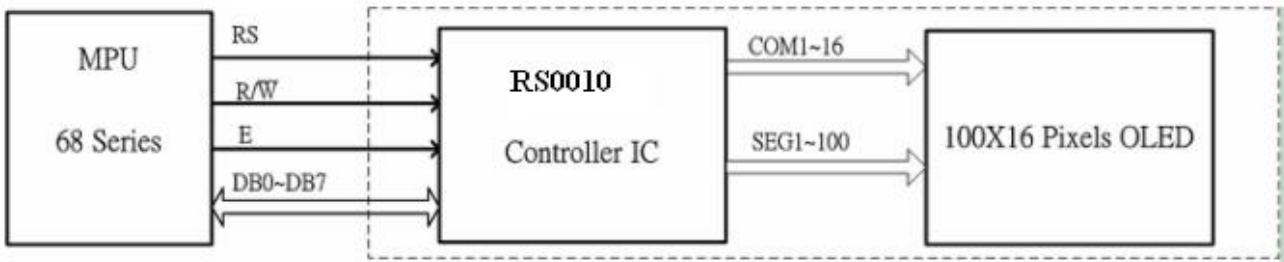 MPU
68 Series
RS
R/W
E
DB0~DB7
RS0010
Controller IC
COM1~16
SEG1~100
100X16 Pixels OLED